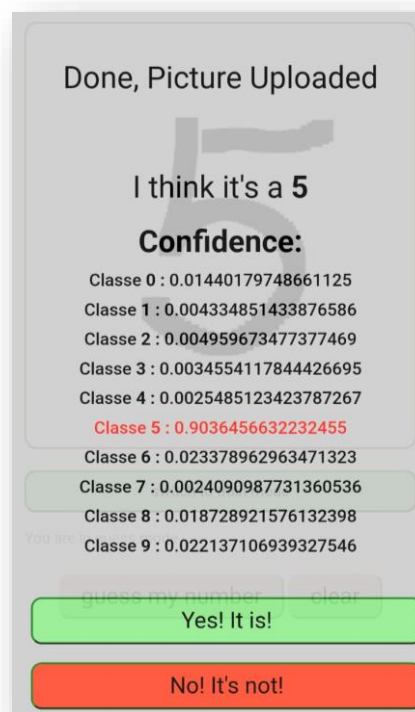 Done, Picture Uploaded
5
I think it's a 5
Confidence:
Classe 0 : 0.01440179748661125
Classe 1 : 0.004334851433876586
Classe 2 : 0.004959673477377469
Classe 3 : 0.0034554117844426695
Classe 4 : 0.0025485123423787267
Classe 5 : 0.9036456632232455
Classe 6 : 0.023378962963471323
Classe 7 : 0.0024090987731360536
Classe 8 : 0.018728921576132398
Classe 9 : 0.022137106939327546
You are
guess my number
clear
Yes! It is!
No! It's not!